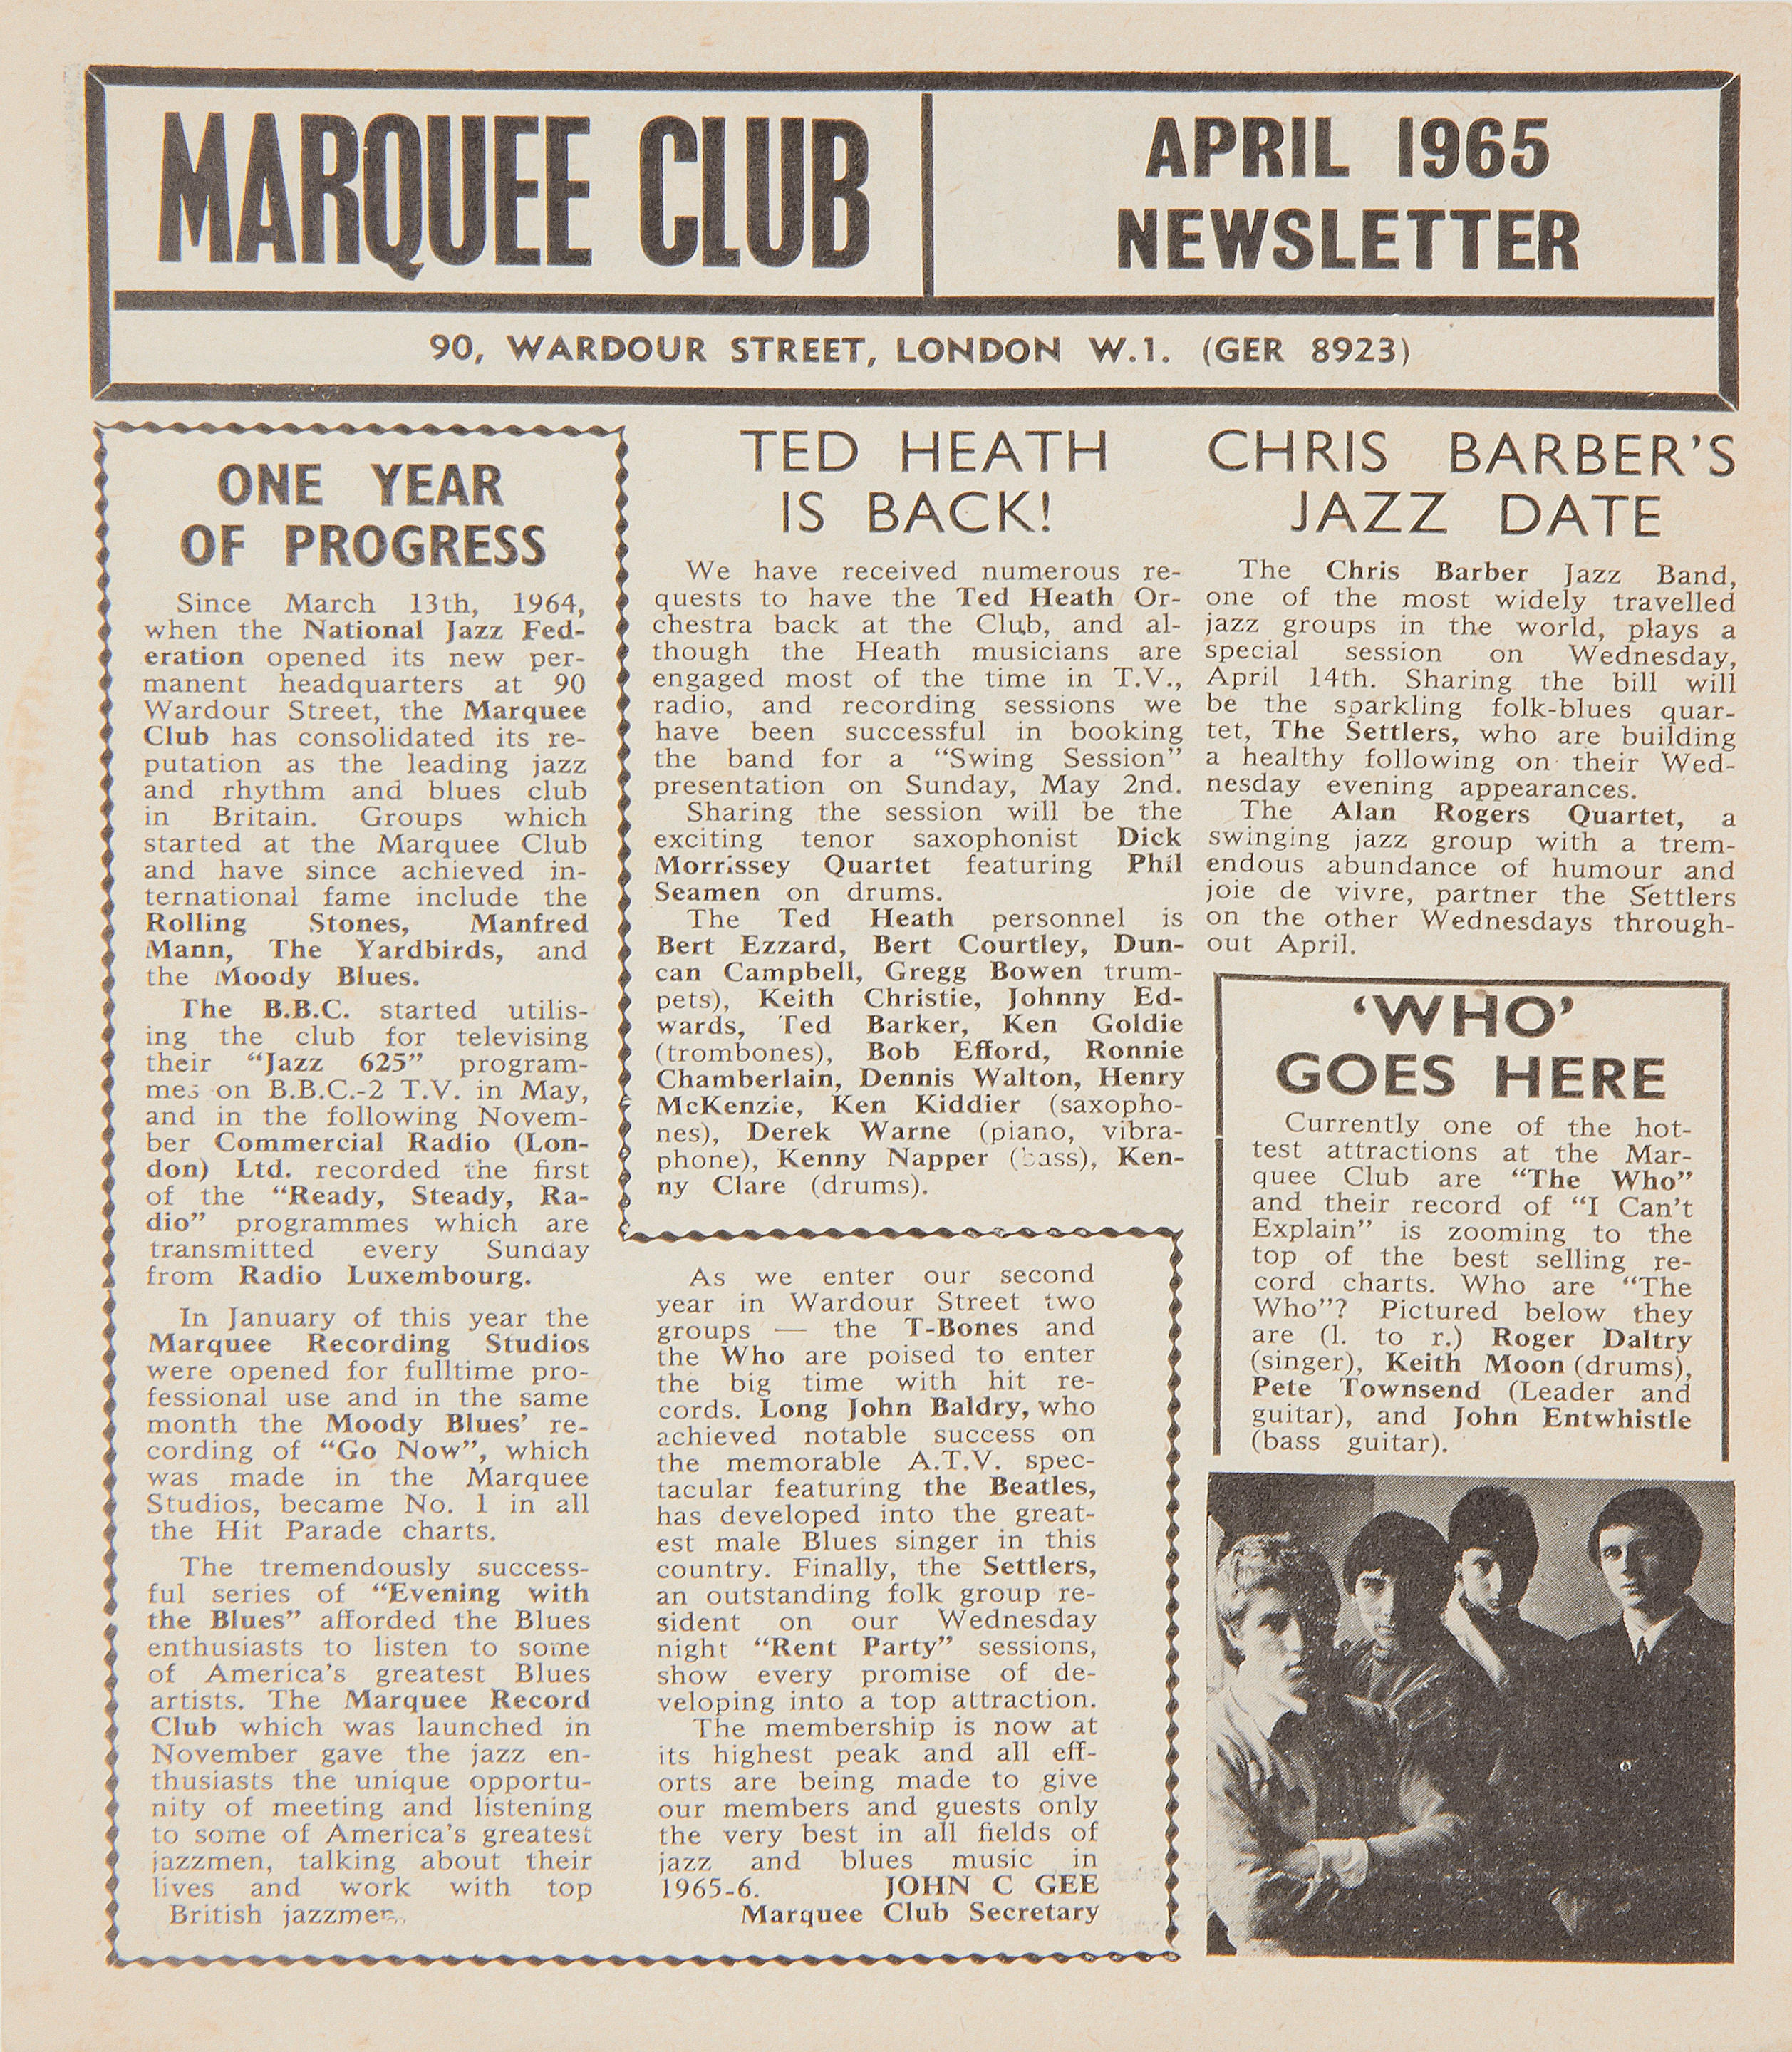 MARQUEE CLUB
APRIL 1965
NEWSLETTER
90, WARDOUR STREET, LONDON W.1. (GER 8923)
ONE YEAR
OF PROGRESS
Since March 13th, 1964,
when the National Jazz Fed-
eration opened its new per-
manent headquarters at 90
Wardour Street, the Marquee
Club has consolidated its re-
putation as the leading jazz
and rhythm and blues club
in Britain. Groups which
started at the Marquee Club
and have since achieved in-
ternational fame include the
Rolling Stones, Manfred
Mann, The Yardbirds, and
the Moody Blues.
The B.B.C. started utilis-
ing the club for televising
their “Jazz 625” program-
mes on B.B.C.-2 T.V. in May,
and in the following Novem-
ber Commercial Radio (Lon-
don) Ltd. recorded the first
of the “Ready, Steady, Ra-
dio” programmes which are
transmitted every Sunday
from Radio Luxembourg.
In January of this year the
Marquee Recording Studios
were opened for fulltime pro-
fessional use and in the same
month the Moody Blues’ re-
cording of “Go Now”, which
was made in the Marquee
Studios, became No. 1 in all
the Hit Parade charts.
The tremendously success-
ful series of “Evening with
the Blues” afforded the Blues
enthusiasts to listen to some
of America’s greatest Blues
artists. The Marquee Record
Club which was launched in
November gave the jazz en-
thusiasts the unique opportu-
nity of meeting and listening
to some of America’s greatest
jazzmen, talking about their
lives and work with top
British jazzmen.
As we enter our second
year in Wardour Street two
groups — the T-Bones and
the Who are poised to enter
the big time with hit re-
cords. Long John Baldry, who
achieved notable success on
the memorable A.T.V. spec-
tacular featuring the Beatles,
has developed into the great-
est male Blues singer in this
country. Finally, the Settlers,
an outstanding folk group re-
sident on our Wednesday
night “Rent Party” sessions,
show every promise of de-
veloping into a top attraction.
The membership is now at
its highest peak and all eff-
orts are being made to give
our members and guests only
the very best in all fields of
jazz and blues music in
1965-6. JOHN C GEE
Marquee Club Secretary
TED HEATH
IS BACK!
We have received numerous re-
quests to have the Ted Heath Or-
chestra back at the Club, and al-
though the Heath musicians are
engaged most of the time in T.V.,
radio, and recording sessions we
have been successful in booking
the band for a “Swing Session”
presentation on Sunday, May 2nd.
Sharing the session will be the
exciting tenor saxophonist Dick
Morrissey Quartet featuring Phil
Seamen on drums.
The Ted Heath personnel is
Bert Ezzard, Bert Courtley, Dun-
can Campbell, Gregg Bowen trum-
pets), Keith Christie, Johnny Ed-
wards, Ted Barker, Ken Goldie
(trombones), Bob Efford, Ronnie
Chamberlain, Dennis Walton, Henry
McKenzie, Ken Kiddier (saxopho-
nes), Derek Warne (piano, vibra-
phone), Kenny Napper (bass), Ken-
ny Clare (drums).
CHRIS BARBER’S
JAZZ DATE
The Chris Barber Jazz Band,
one of the most widely travelled
jazz groups in the world, plays a
special session on Wednesday,
April 14th. Sharing the bill will
be the sparkling folk-blues quar-
tet, The Settlers, who are building
a healthy following on their Wed-
nesday evening appearances.
The Alan Rogers Quartet, a
swinging jazz group with a trem-
endous abundance of humour and
joie de vivre, partner the Settlers
on the other Wednesdays through-
out April.
‘WHO’
GOES HERE
Currently one of the hot-
test attractions at the Mar-
quee Club are “The Who”
and their record of “I Can’t
Explain” is zooming to the
top of the best selling re-
cord charts. Who are “The
Who”? Pictured below they
are (l. to r.) Roger Daltry
(singer), Keith Moon (drums),
Pete Townsend (Leader and
guitar), and John Entwhistle
(bass guitar).